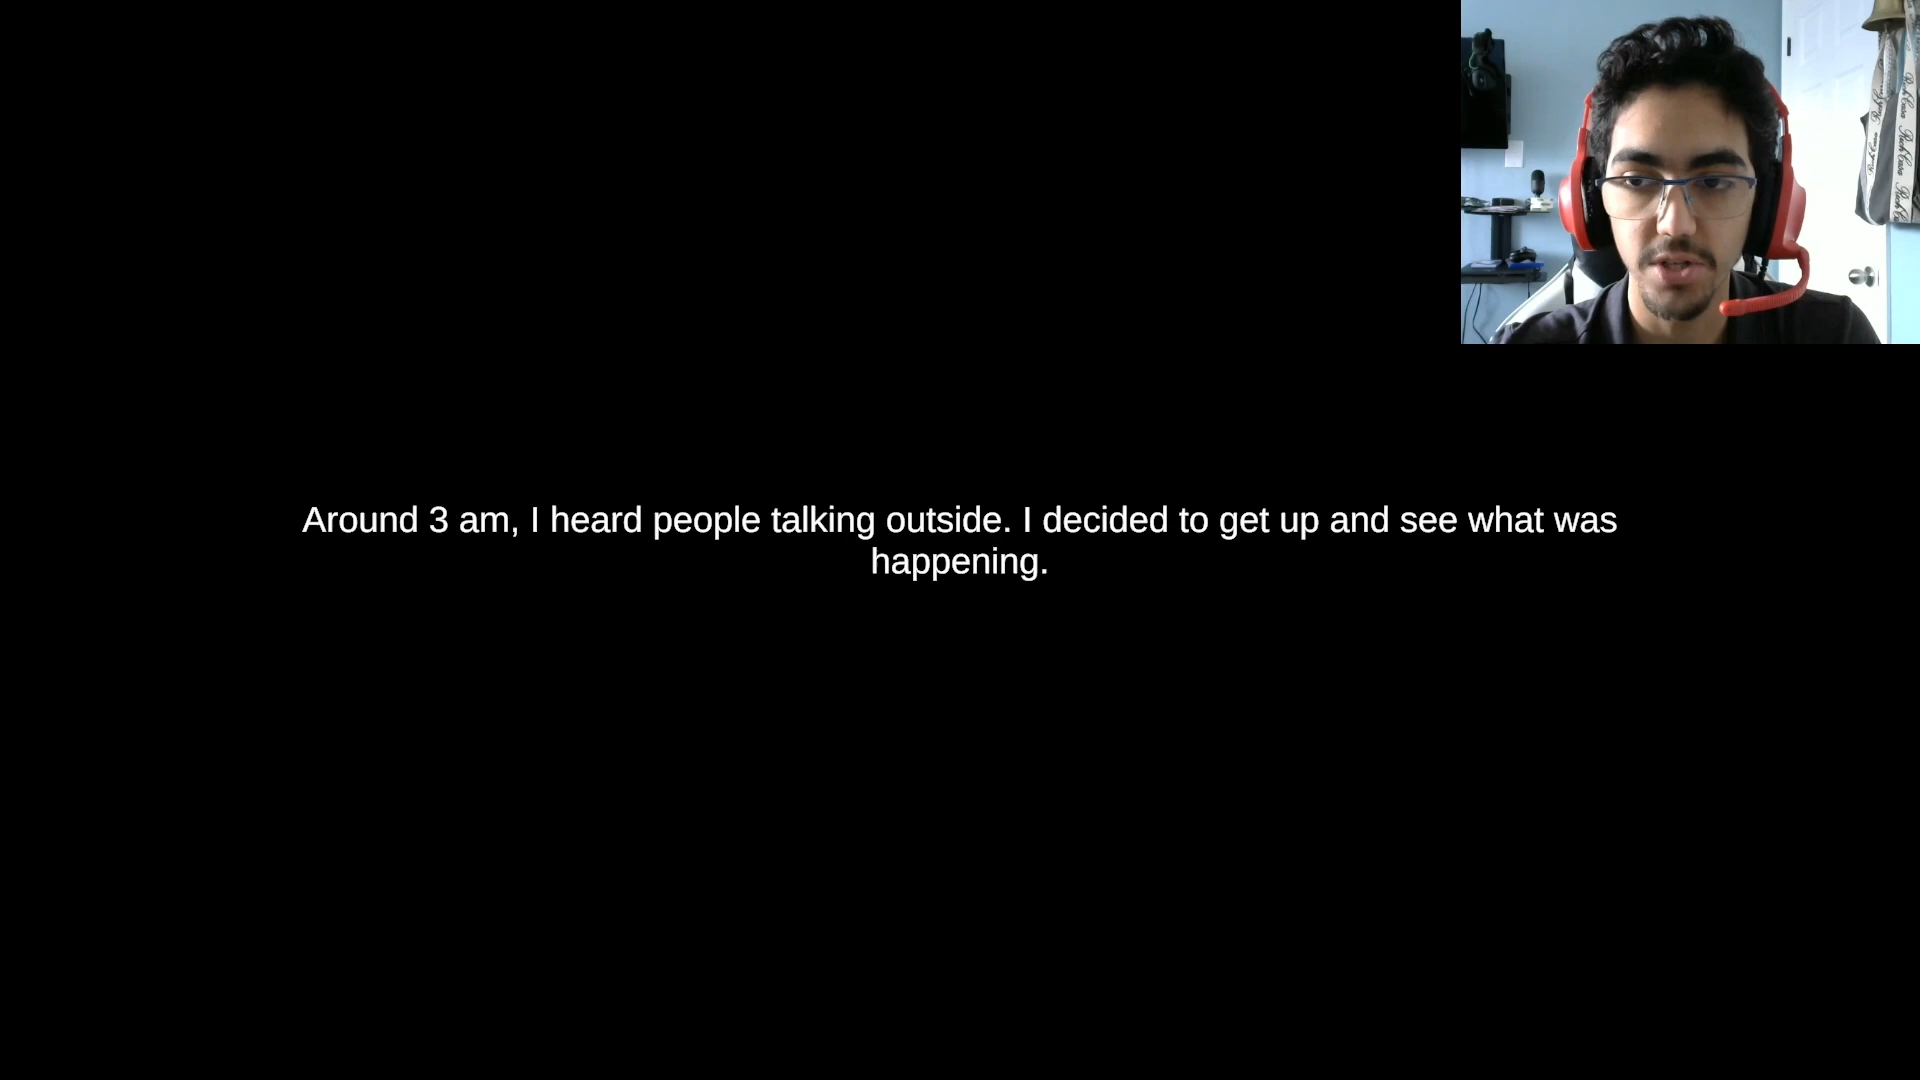 Around 3 am, I heard people talking outside. I decided to get up and see what was
happening.